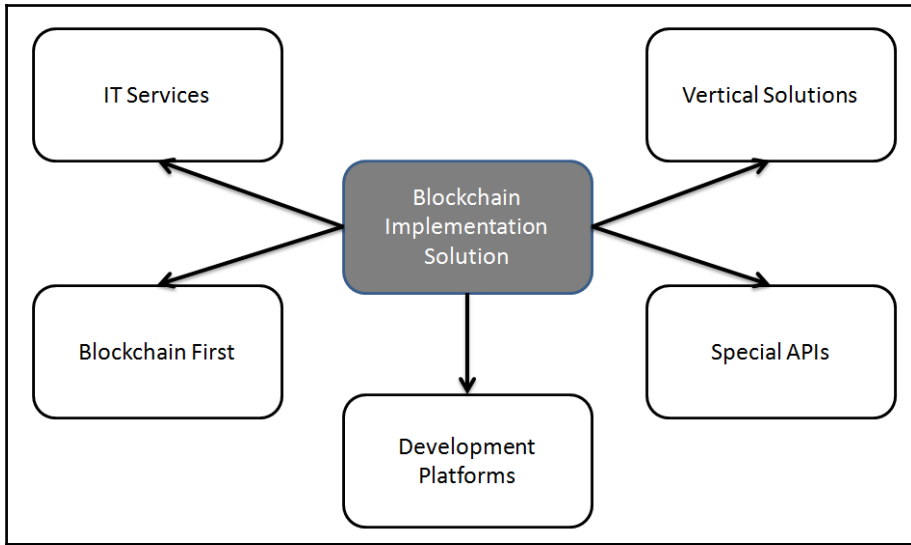 IT Services
Vertical Solutions
Blockchain
Implementation
Solution
Blockchain First
Special APIs
Development
Platforms